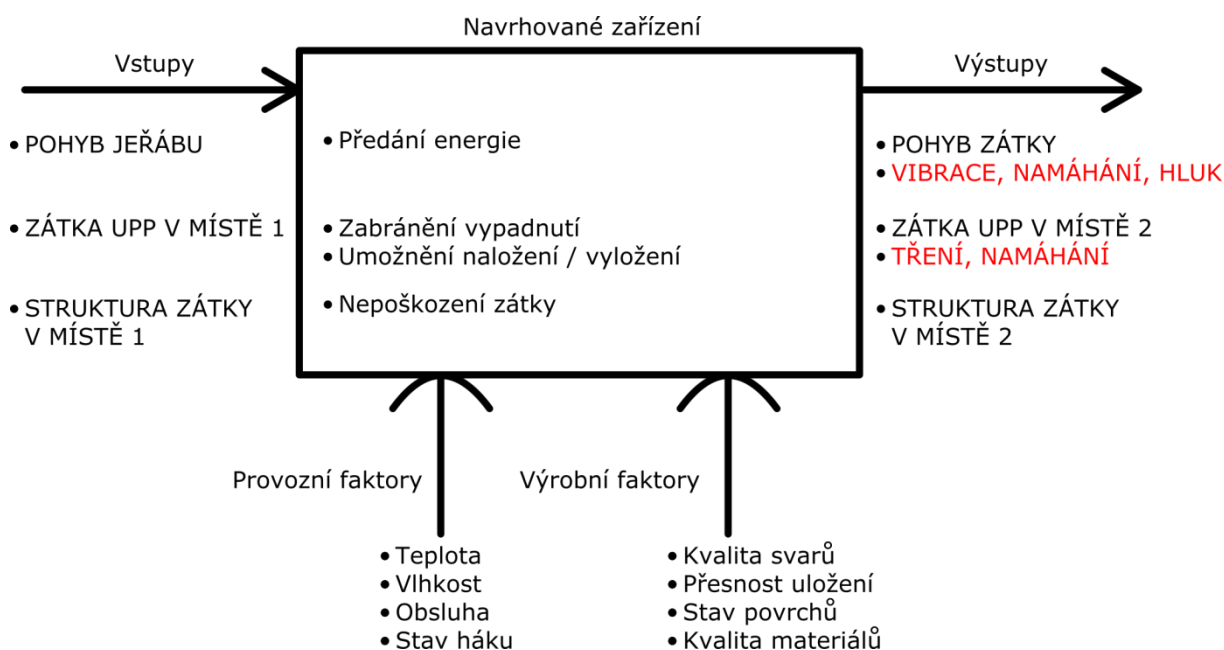 Navrhované zařízení
Vstupy
Výstupy
• POHYB JEŘÁBU
• ZÁTKA UPP V MÍSTĚ 1
• STRUKTURA ZÁTKY
V MÍSTĚ 1
• Předání energie
• Zabránění vypadnutí
• Umožnění naložení / vyložení
• Nepoškození zátky
• POHYB ZÁTKY
• VIBRACE, NAMÁHÁNÍ, HLUK
• ZÁTKA UPP V MÍSTĚ 2
• TŘENÍ, NAMÁHÁNÍ
• STRUKTURA ZÁTKY
V MÍSTĚ 2
Provozní faktory
Výrobní faktory
• Teplota
• Vlhkost
• Obsluha
• Stav háku
• Kvalita svarů
• Přesnost uložení
• Stav povrchů
• Kvalita materiálů